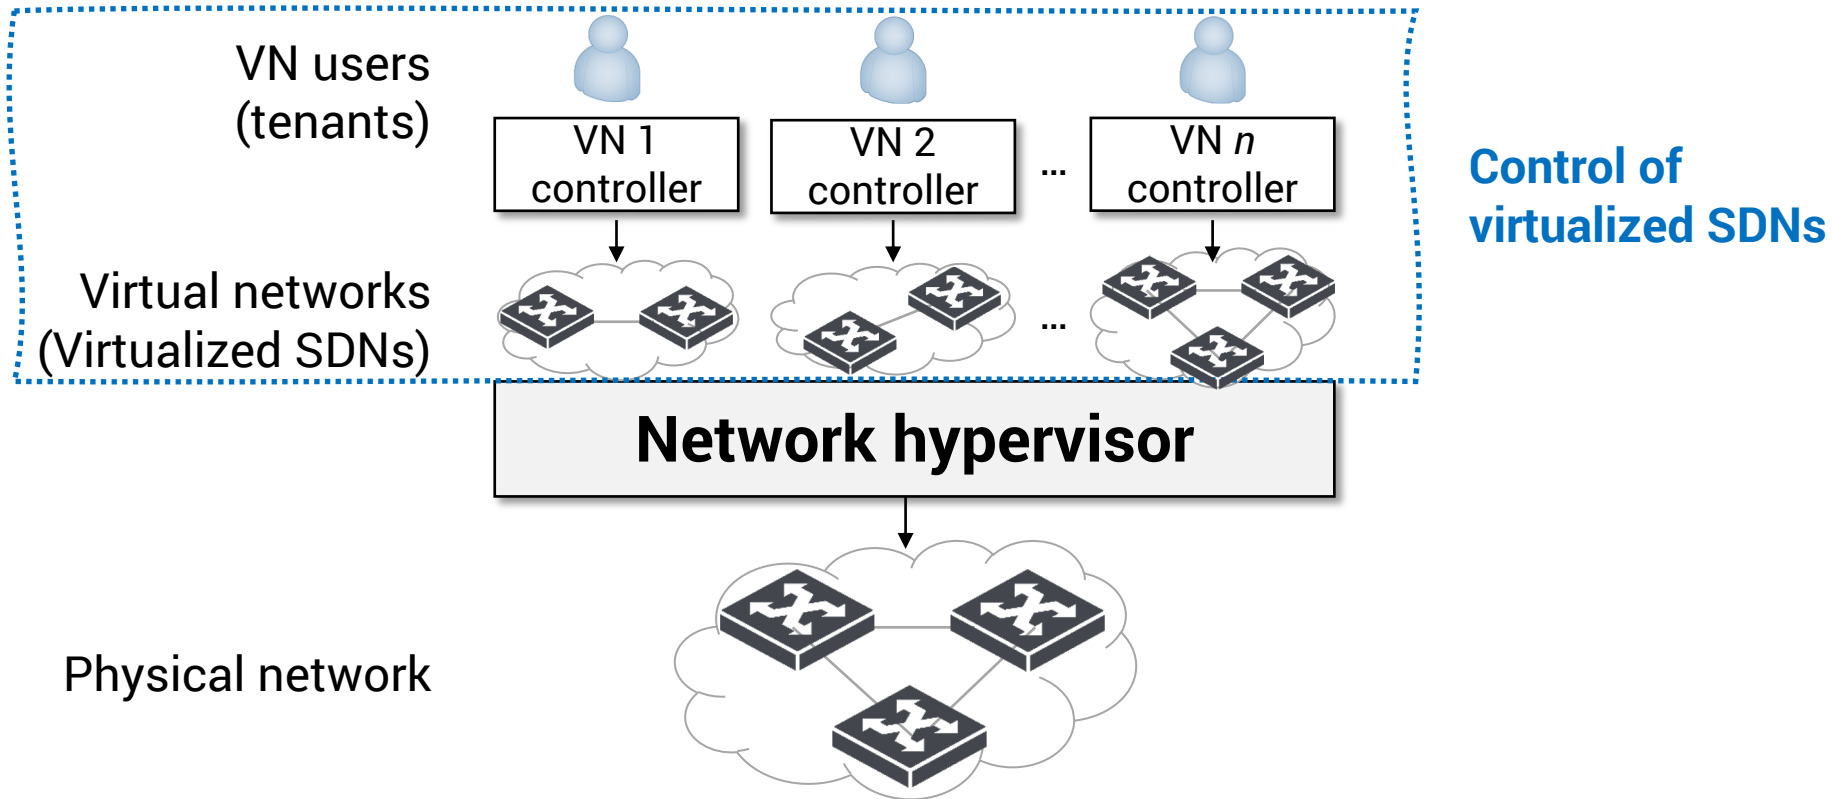 VN users
(tenants)
VN 1
controller
VN 2
controller
...
VN n
controller
Control of
virtualized SDNs
Virtual networks
(Virtualized SDNs)
...
Network hypervisor
Physical network